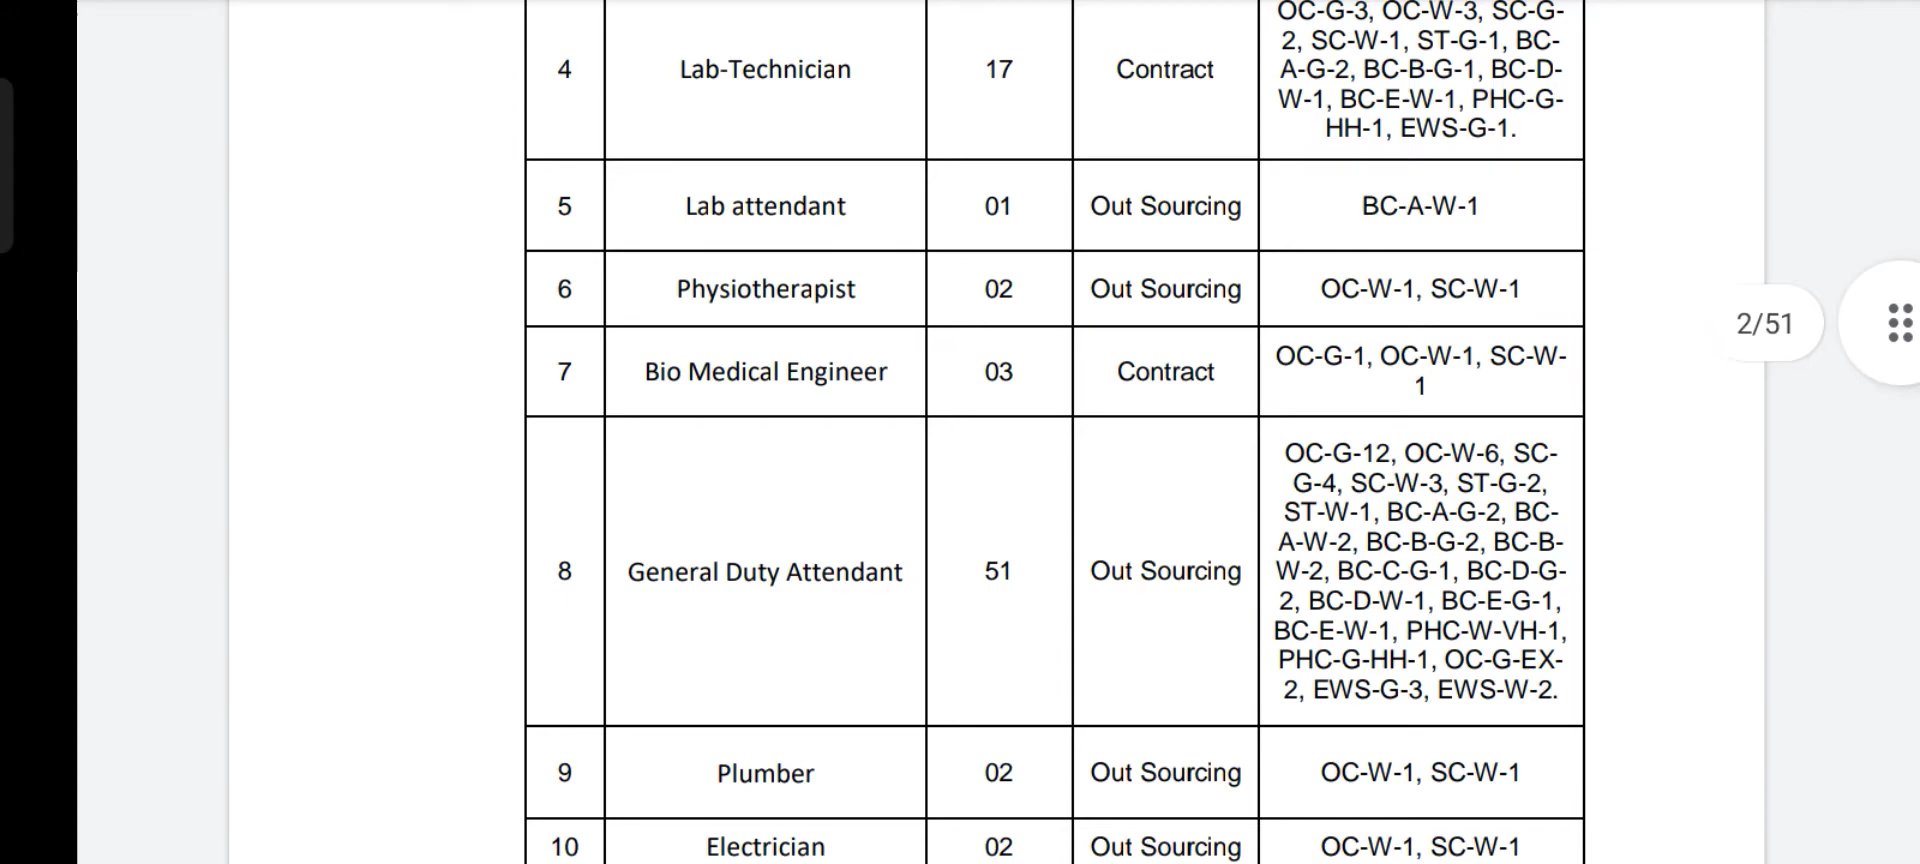 OC-G-3, OC-W-3, SC-G-
2, SC-W-1, ST-G-1, BC-
4 Lab-Technician 17 Contract A-G-2, BC-B-G-1, BC-D-
W-1, BC-E-W-1, PHC-G-
HH-1, EWS-G-1.
5 Lab attendant 01 Out Sourcing BC-A-W-1
6 Physiotherapist 02 Out Sourcing OC-W-1, SC-W-1
2/51
7 Bio Medical Engineer 03 Contract OC-G-1, OC-W-1, SC-W-
1
OC-G-12, OC-W-6, SC-
G-4, SC-W-3, ST-G-2,
ST-W-1, BC-A-G-2, BC-
A-W-2, BC-B-G-2, BC-B-
8 General Duty Attendant 51 Out Sourcing W-2, BC-C-G-1, BC-D-G-
2, BC-D-W-1, BC-E-G-1,
BC-E-W-1, PHC-W-VH-1,
PHC-G-HH-1, OC-G-EX-
2, EWS-G-3, EWS-W-2.
9 Plumber 02 Out Sourcing OC-W-1, SC-W-1
10 Electrician 02 Out Sourcing OC-W-1, SC-W-1